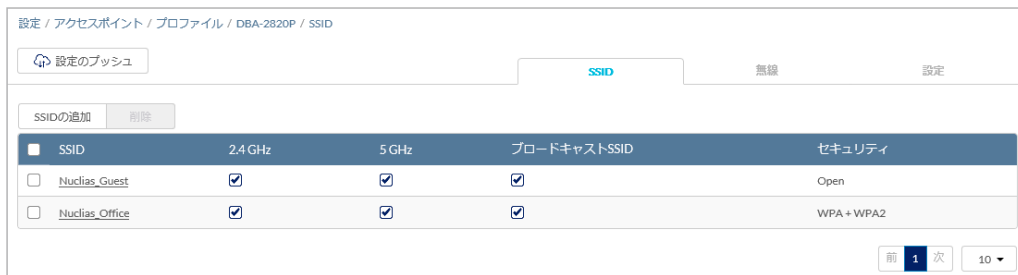 設定 / アクセスポイント / プロファイル / DBA-2820P / SSID
設定のプッシュ
SSID 無線 設定
SSIDの追加 削除
SSID 2.4 GHz 5 GHz ブロードキャストSSID セキュリティ
Nuclias_Guest Open
Nuclias_Office WPA + WPA2
前 1 次 10